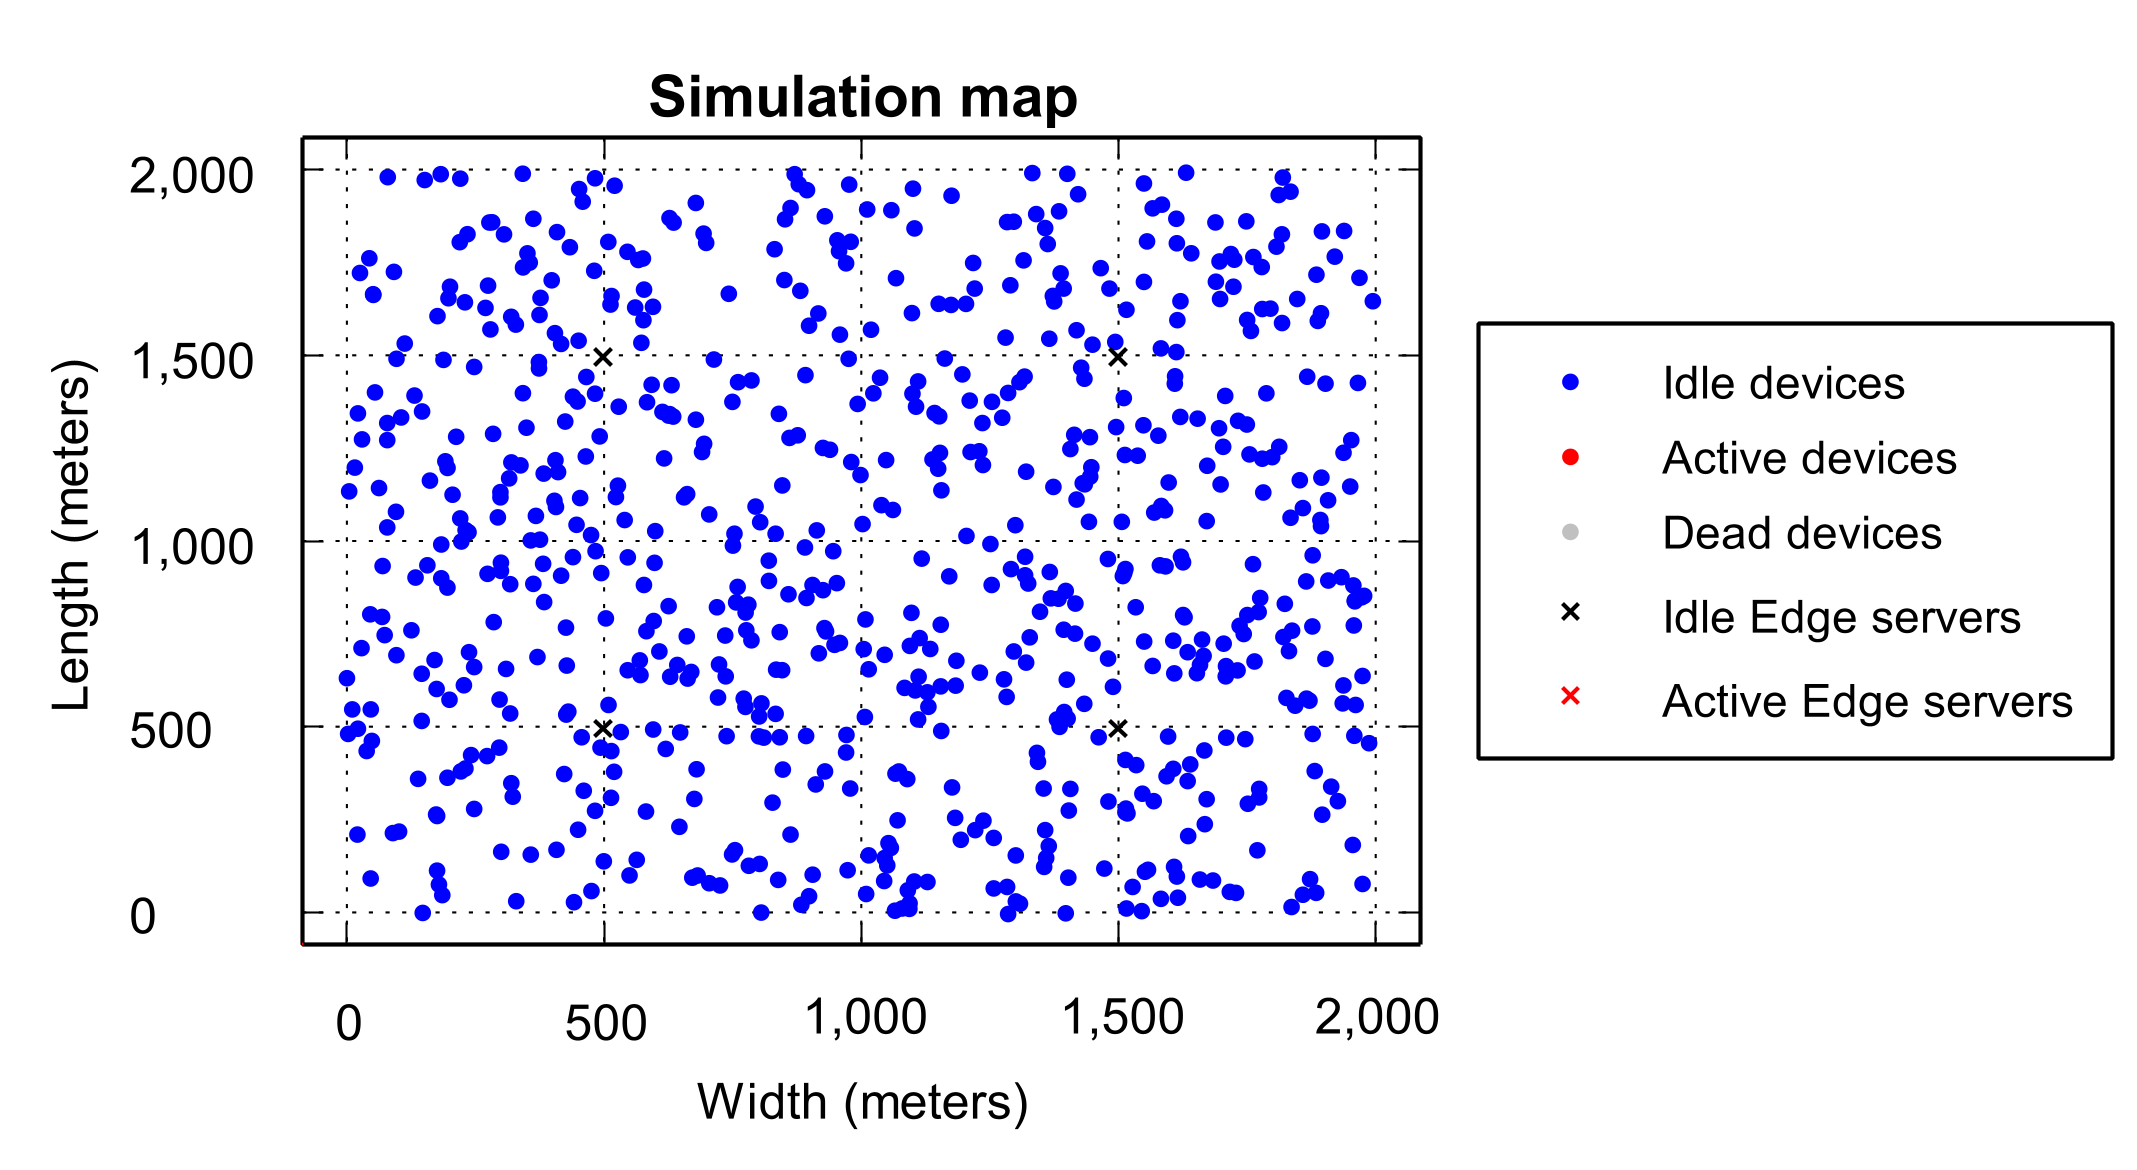 Simulation map
2,000
1,500
1,000
500
0
Length (meters)
0
500
1,000
1,500
2,000
Width (meters)
Idle devices
Active devices
Dead devices
Idle Edge servers
Active Edge servers